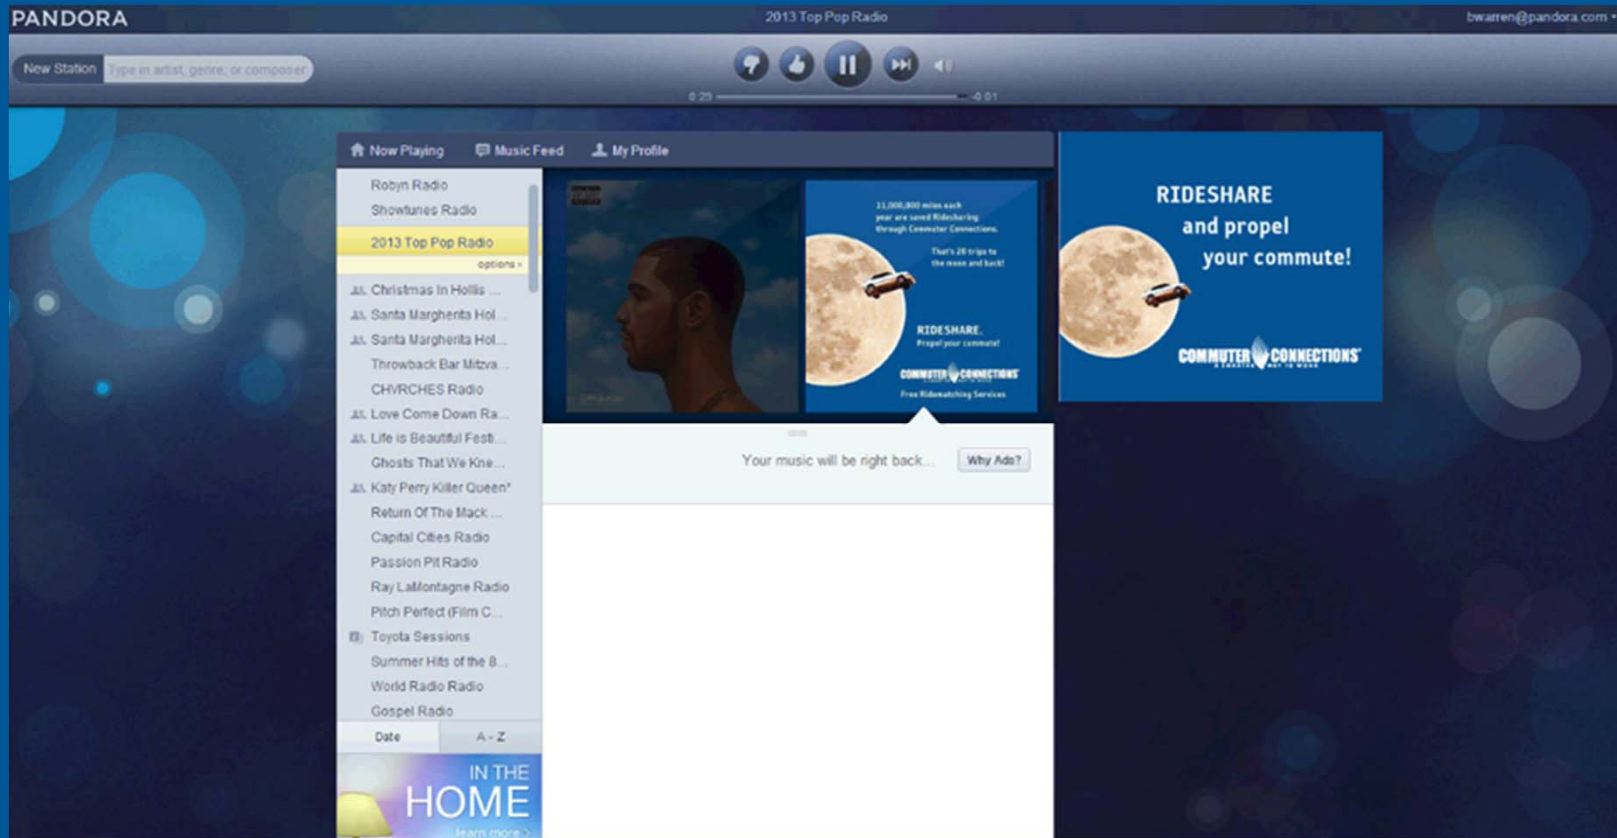 PANDORA
2013 Top Pop Radio
bwarren@pandora.com
New Station
Type in artist, genre, or composer
0:29
-0:01
Now Playing
Music Feed
My Profile
Robyn Radio
Showtunes Radio
2013 Top Pop Radio
options
Christmas In Hollis ...
Santa Margherita Hol...
Santa Margherita Hol...
Throwback Bar Mitzva...
CHVRCHES Radio
Love Come Down Ra...
Life is Beautiful Festi...
Ghosts That We Kne...
Katy Perry Killer Queen*
Return Of The Mack ...
Capital Cities Radio
Passion Pit Radio
Ray LaMontagne Radio
Pitch Perfect (Film C...
Toyota Sessions
Summer Hits of the 8...
World Radio Radio
Gospel Radio
Date
A - Z
IN THE
HOME
learn more >
11,000,000 miles each
year are saved Ridesharing
through Commuter Connections.
That's 20 trips to
the moon and back!
RIDESHARE.
Propel your commute!
COMMUTER CONNECTIONS
Free Ridematching Services
Your music will be right back...
Why Ads?
RIDESHARE
and propel
your commute!
COMMUTER CONNECTIONS
A SMARTER WAY TO WORK